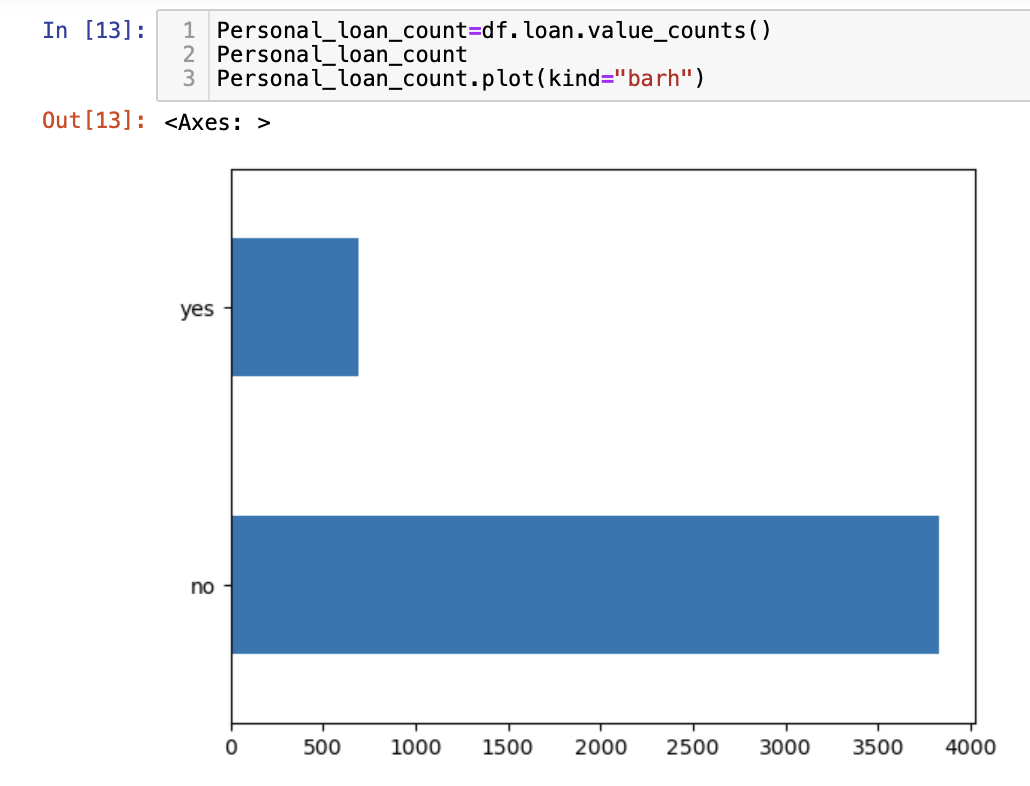 In [13]:
1 Personal_loan_count=df.loan.value_counts()
2 Personal_loan_count
3 Personal_loan_count.plot(kind="barh")
Out[13]: <Axes: >
yes
no
0 500 1000 1500 2000 2500 3000 3500 4000